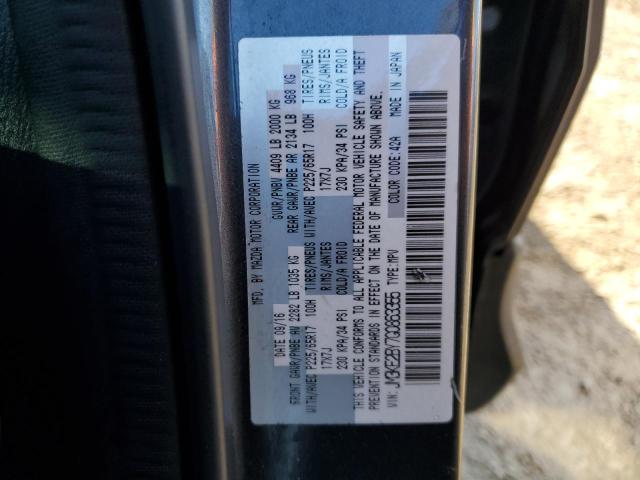 MFD. BY MAZDA MOTOR CORPORATION
DATE 09/16 GVWR/PNBV 4409 LB 2000 KG
FRONT GAWR/PNBE AV 2282 LB 1035 KG REAR GAWR/PNBE AR 2134 LB 968 KG
WITH/AVEC P225/65R17 100H TIRES/PNEUS WITH/AVEC P225/65R17 100H TIRES/PNEUS
17X7J RIMS/JANTES 17X7J RIMS/JANTES
230 KPA/34 PSI COLD/A FROID 230 KPA/34 PSI COLD/A FROID
THIS VEHICLE CONFORMS TO ALL APPLICABLE FEDERAL MOTOR VEHICLE SAFETY AND THEFT
PREVENTION STANDARDS IN EFFECT ON THE DATE OF MANUFACTURE SHOWN ABOVE.
VIN: TYPE: MPV COLOR CODE: 42A MADE IN JAPAN